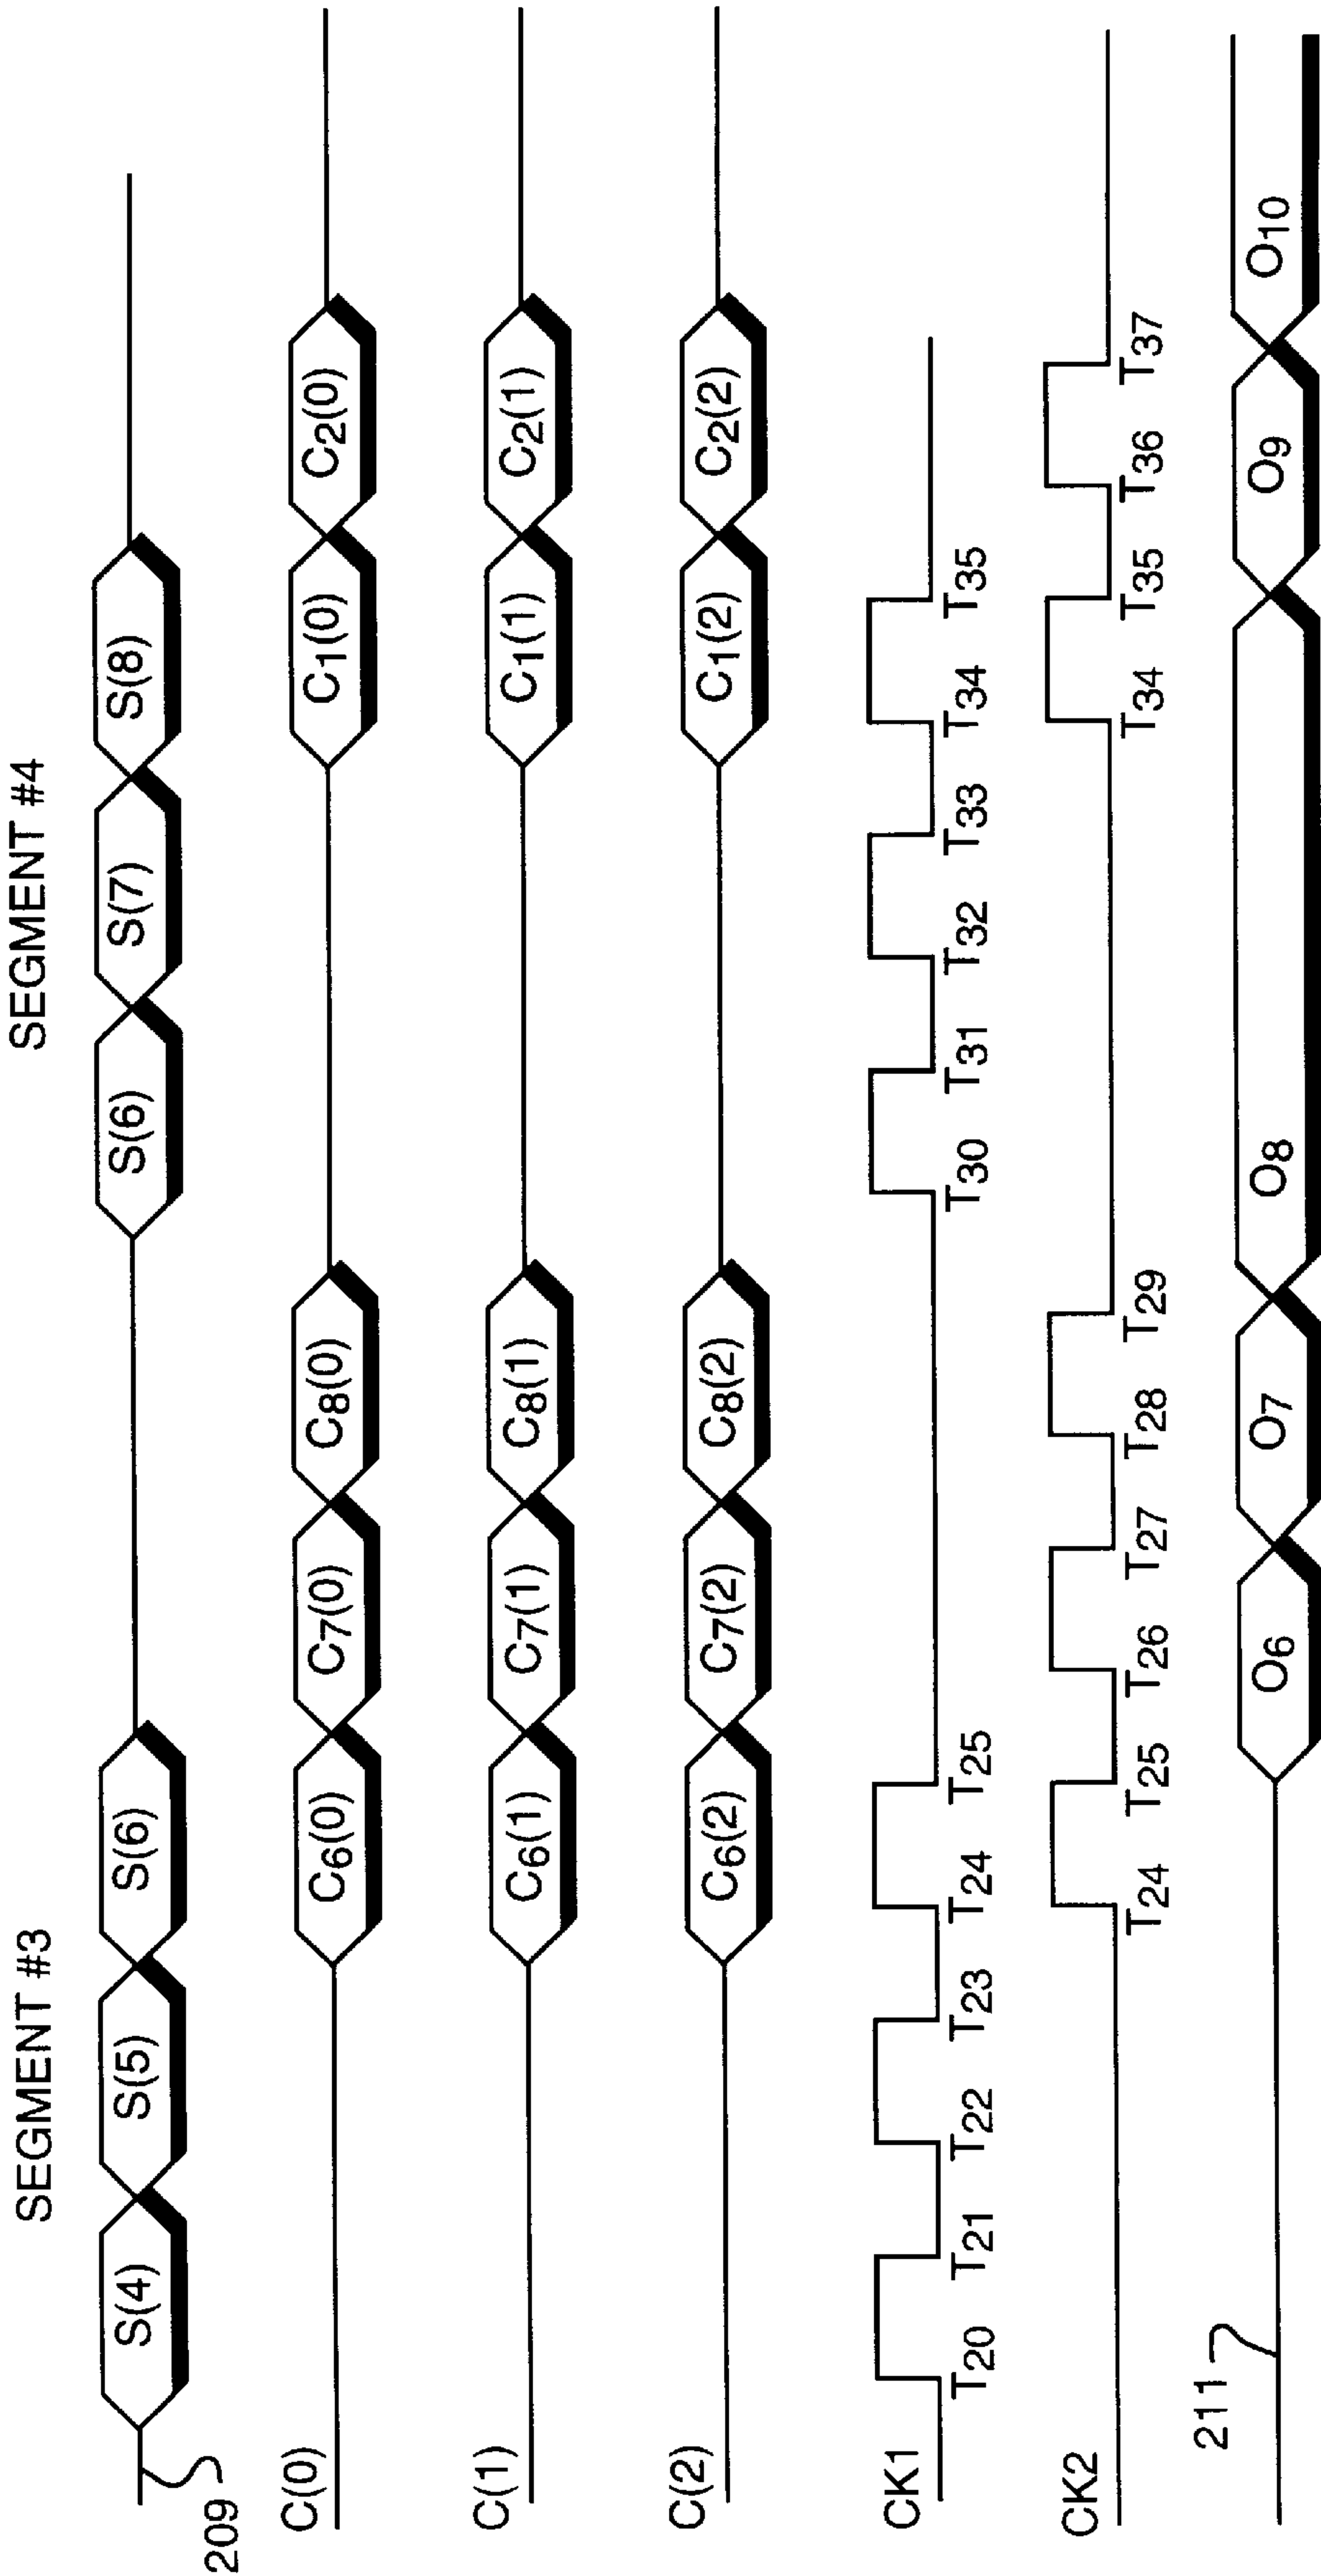 SEGMENT #3 SEGMENT #4
209 S(4) S(5) S(6) S(6) S(7) S(8)
C(0) C6(0) C7(0) C8(0) C1(0) C2(0)
C(1) C6(1) C7(1) C8(1) C1(1) C2(1)
C(2) C6(2) C7(2) C8(2) C1(2) C2(2)
CK1
T20 T21 T22 T23 T24 T25 T30 T31 T32 T33 T34 T35
CK2
T24 T25 T26 T27 T28 T29 T34 T35 T36 T37
211 O6 O7 O8 O9 O10